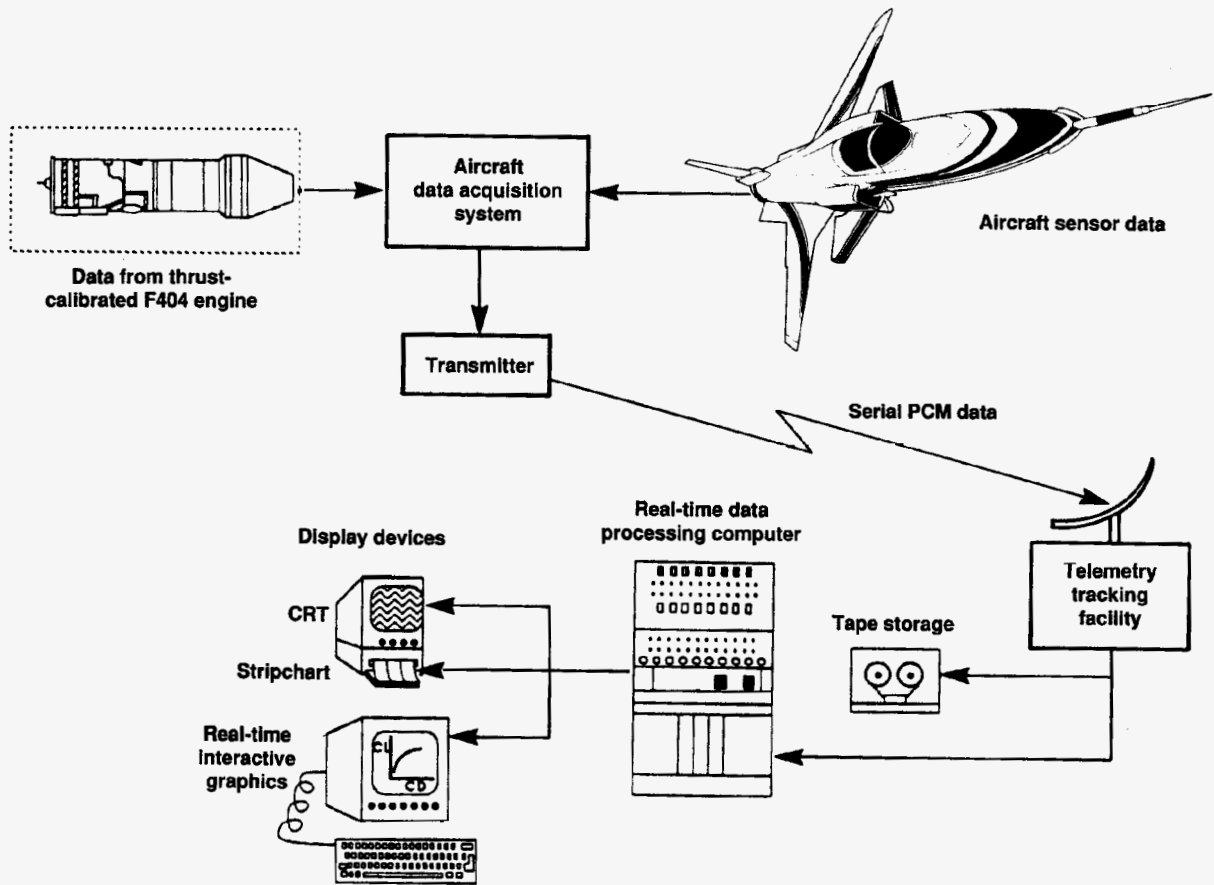 Aircraft
data acquisition
system
Aircraft sensor data
Data from thrust-
calibrated F404 engine
Transmitter
Serial PCM data
Real-time data
processing computer
Display devices
Telemetry
tracking
facility
CRT
Tape storage
Stripchart
Real-time
interactive
graphics
CL
CD